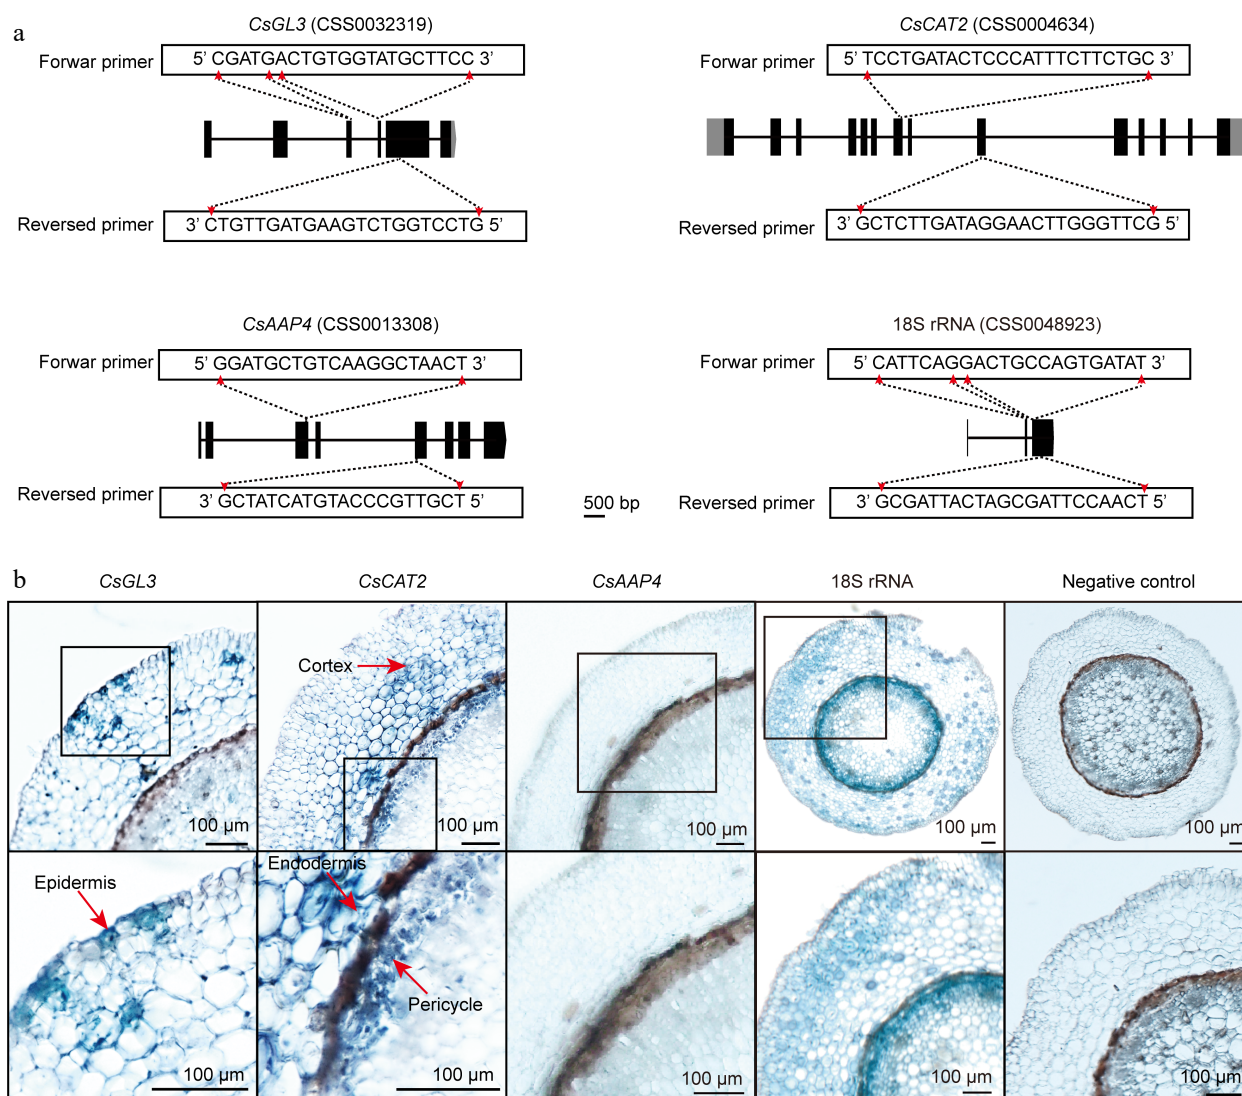 a
CsGL3 (CSS0032319)
Forwar primer
5' CGATGACTGTGGTATGCTTCC 3'
Reversed primer
3' CTGTTGATGAAGTCTGGTCCTG 5'
CsCAT2 (CSS0004634)
Forwar primer
5' TCCTGATACTCCCATTTCTTCTGC 3'
Reversed primer
3' GCTCTTGATAGGAACTTGGGTTCG 5'
CsAAP4 (CSS0013308)
Forwar primer
5' GGATGCTGTCAAGGCTAACT 3'
Reversed primer
3' GCTATCATGTACCCGTTGCT 5'
500 bp
18S rRNA (CSS0048923)
Forwar primer
5' CATTCAGGACTGCCAGTGATAT 3'
Reversed primer
3' GCGATTACTAGCGATTCCAACT 5'
b
CsGL3
CsCAT2
CsAAP4
18S rRNA
Negative control
Cortex
100 µm
100 µm
100 µm
100 µm
100 µm
Epidermis
Endodermis
Pericycle
100 µm
100 µm
100 µm
100 µm
100 µm